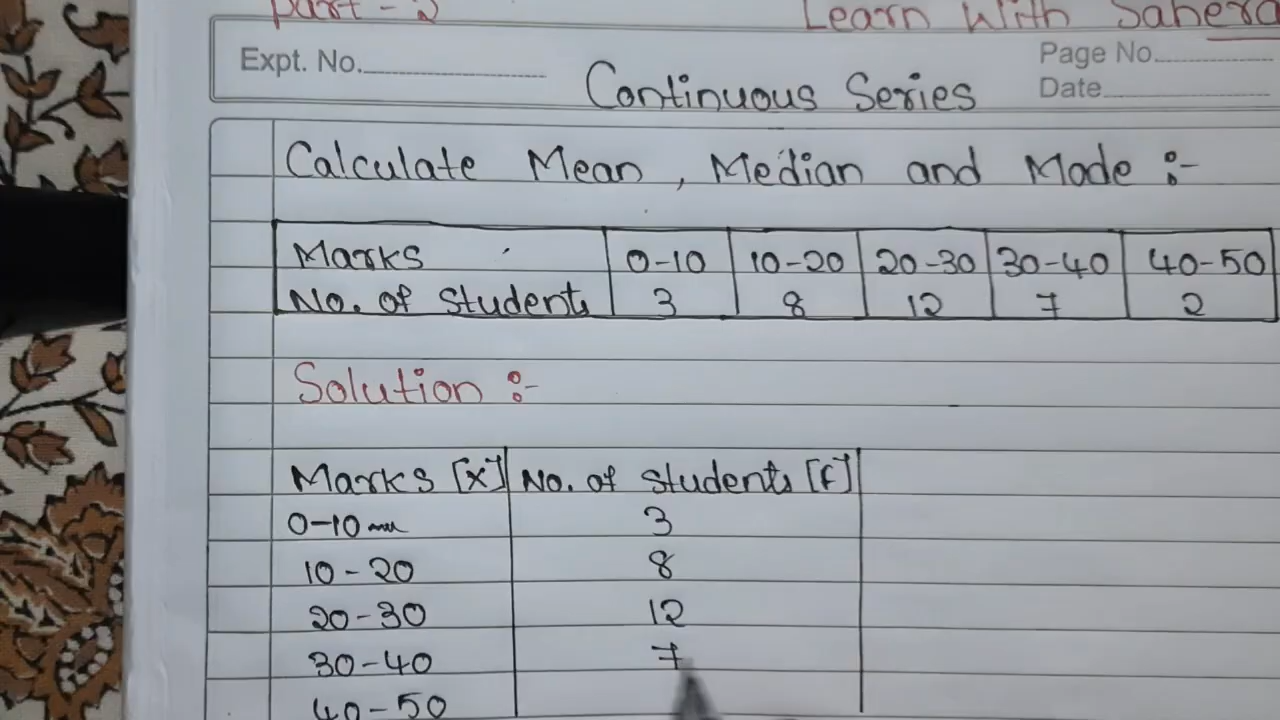 Part - 2 Learn With Sahera
Expt. No. Page No.
Continuous Series Date
Calculate Mean, Median and Mode :-
Marks 0-10 10-20 20-30 30-40 40-50
No. of Students 3 8 12 7 2
Solution :-
Marks [x] No. of Students [f]
0-10 3
10-20 8
20-30 12
30-40 7
40-50